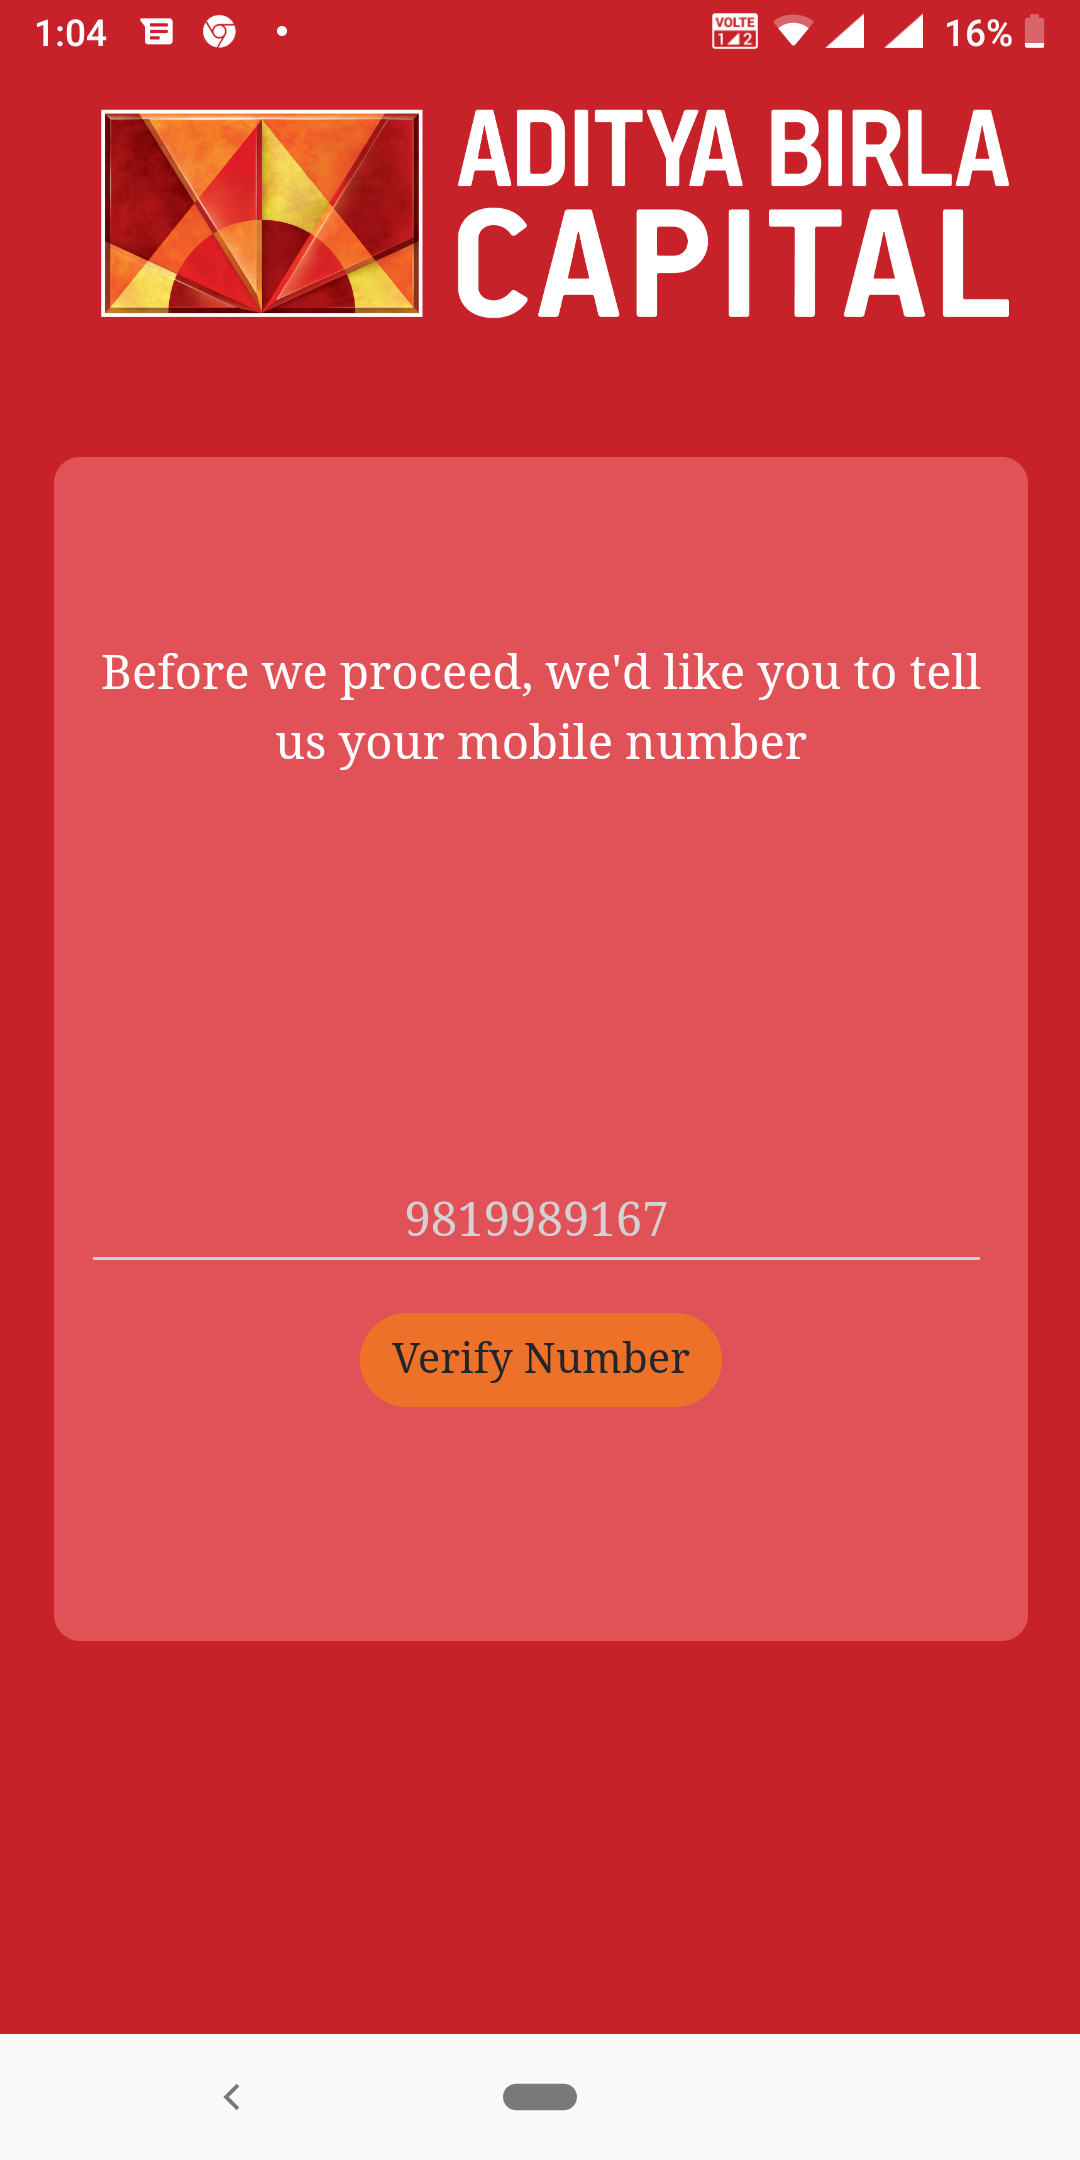 1:04
VOLTE
1 2
16%
ADITYA BIRLA
CAPITAL
Before we proceed, we'd like you to tell
us your mobile number
9819989167
Verify Number